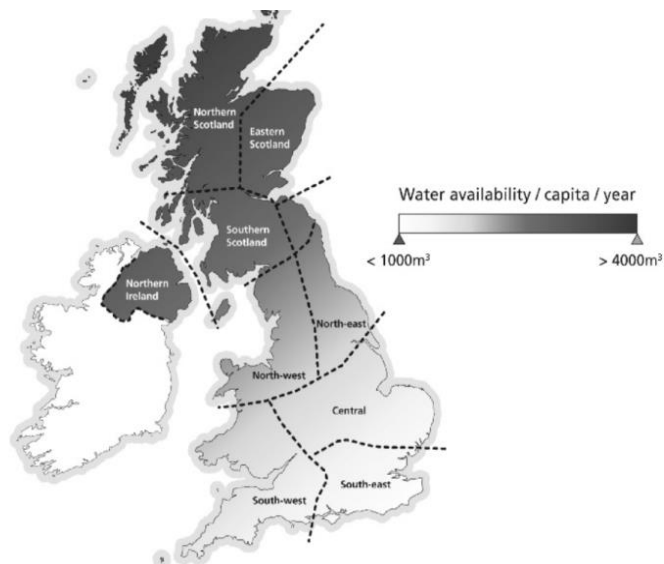 Northern
Scotland
Eastern
Scotland
Water availability / capita / year
< 1000m³
> 4000m³
Southern
Scotland
Northern
Ireland
North-east
North-west
Central
South-east
South-west